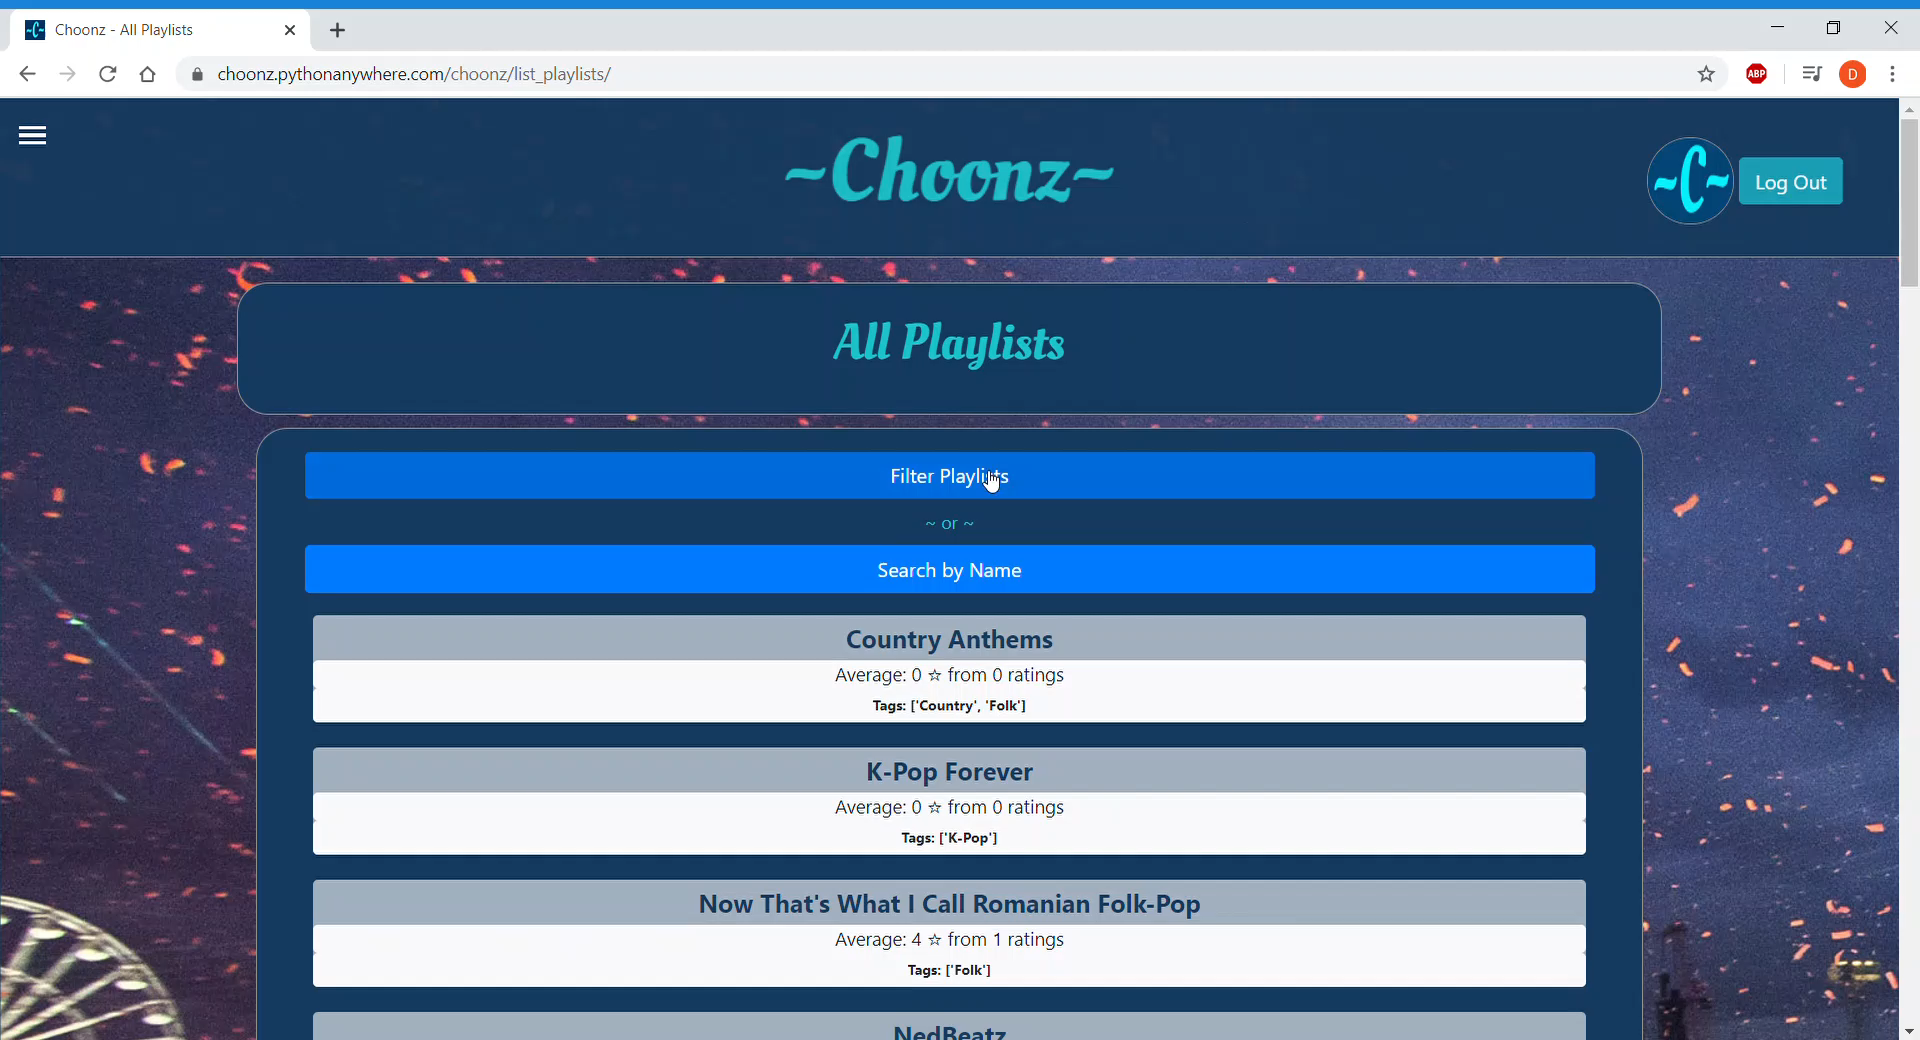 Choonz - All Playlists
choonz.pythonanywhere.com/choonz/list_playlists/
ABP
D
~Choonz~
~C~
Log Out
All Playlists
Filter Playlists
~ or ~
Search by Name
Country Anthems
Average: 0 ☆ from 0 ratings
Tags: ['Country', 'Folk']
K-Pop Forever
Average: 0 ☆ from 0 ratings
Tags: ['K-Pop']
Now That's What I Call Romanian Folk-Pop
Average: 4 ☆ from 1 ratings
Tags: ['Folk']
NedBeatz